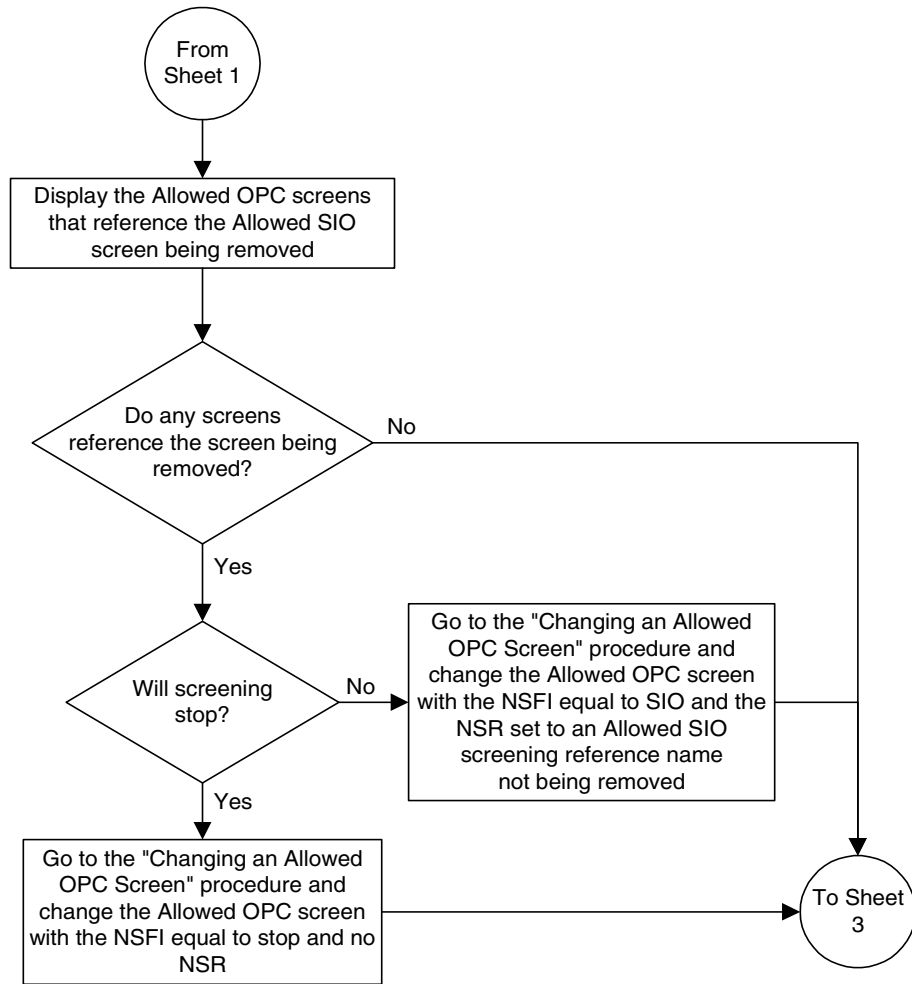 From
Sheet 1
Display the Allowed OPC screens
that reference the Allowed SIO
screen being removed
Do any screens
reference the screen being
removed?
No
Yes
Will screening
stop?
No
Go to the "Changing an Allowed
OPC Screen" procedure and
change the Allowed OPC screen
with the NSFI equal to SIO and the
NSR set to an Allowed SIO
screening reference name
not being removed
Yes
Go to the "Changing an Allowed
OPC Screen" procedure and
change the Allowed OPC screen
with the NSFI equal to stop and no
NSR
To Sheet
3